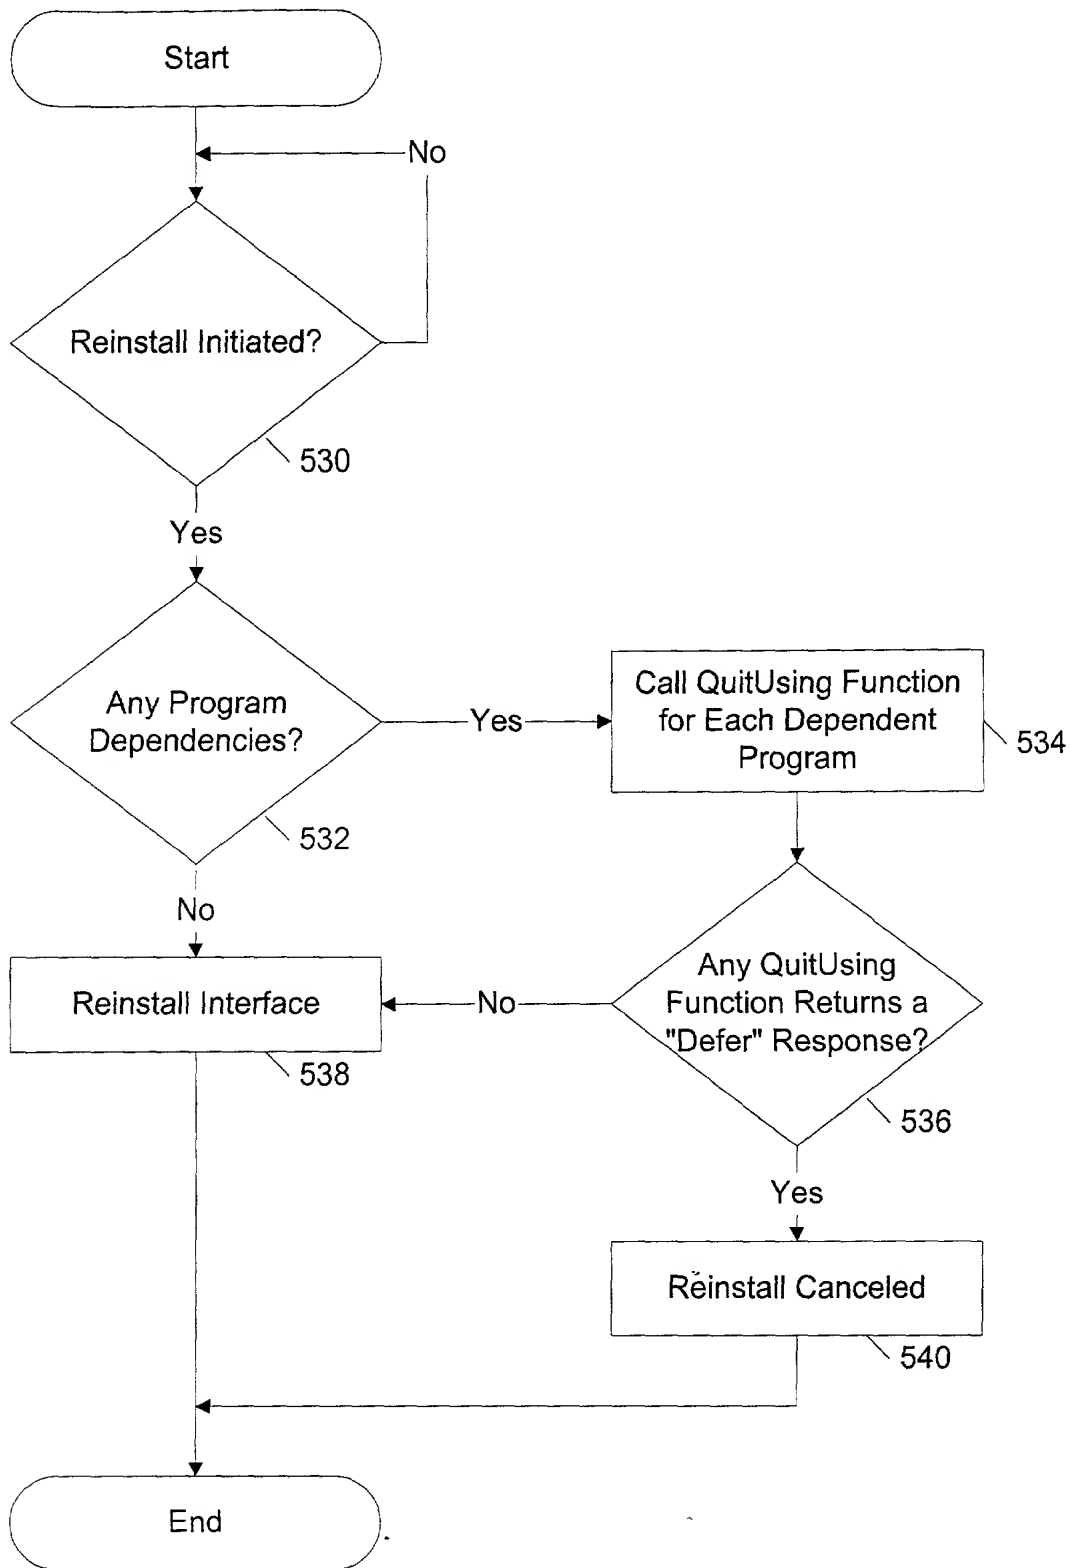 Start
No
Reinstall Initiated?
530
Yes
Any Program
Dependencies?
532
Yes
Call QuitUsing Function
for Each Dependent
Program
534
No
Reinstall Interface
538
No
Any QuitUsing
Function Returns a
"Defer" Response?
536
Yes
Reinstall Canceled
540
End